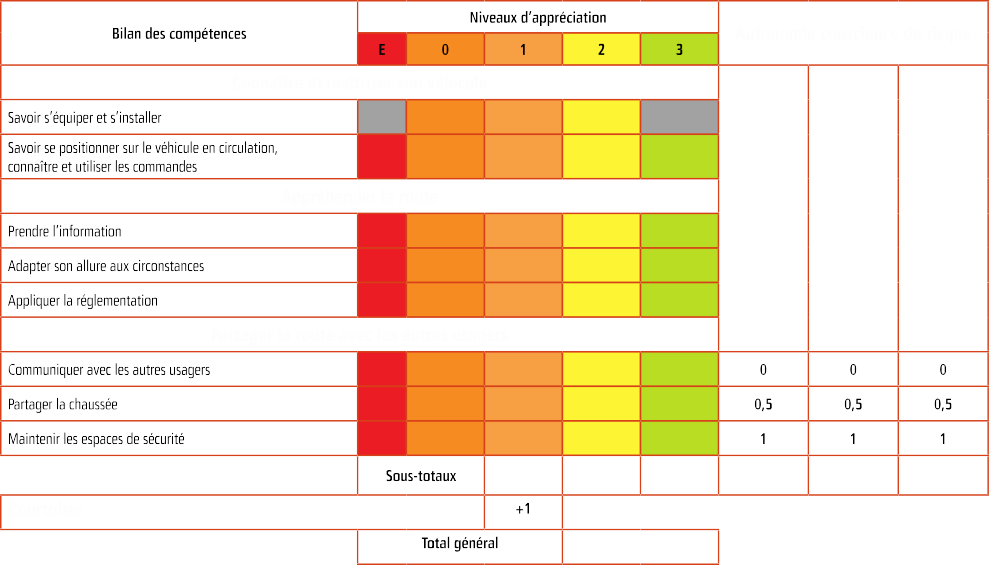 Bilan des compétences
Niveaux d'appréciation
E 0 1 2 3
Savoir s'équiper et s'installer
Savoir se positionner sur le véhicule en circulation,
connaître et utiliser les commandes
Prendre l'information
Adapter son allure aux circonstances
Appliquer la réglementation
Communiquer avec les autres usagers
0 0 0
Partager la chaussée
0,5 0,5 0,5
Maintenir les espaces de sécurité
1 1 1
Sous-totaux
+1
Total général